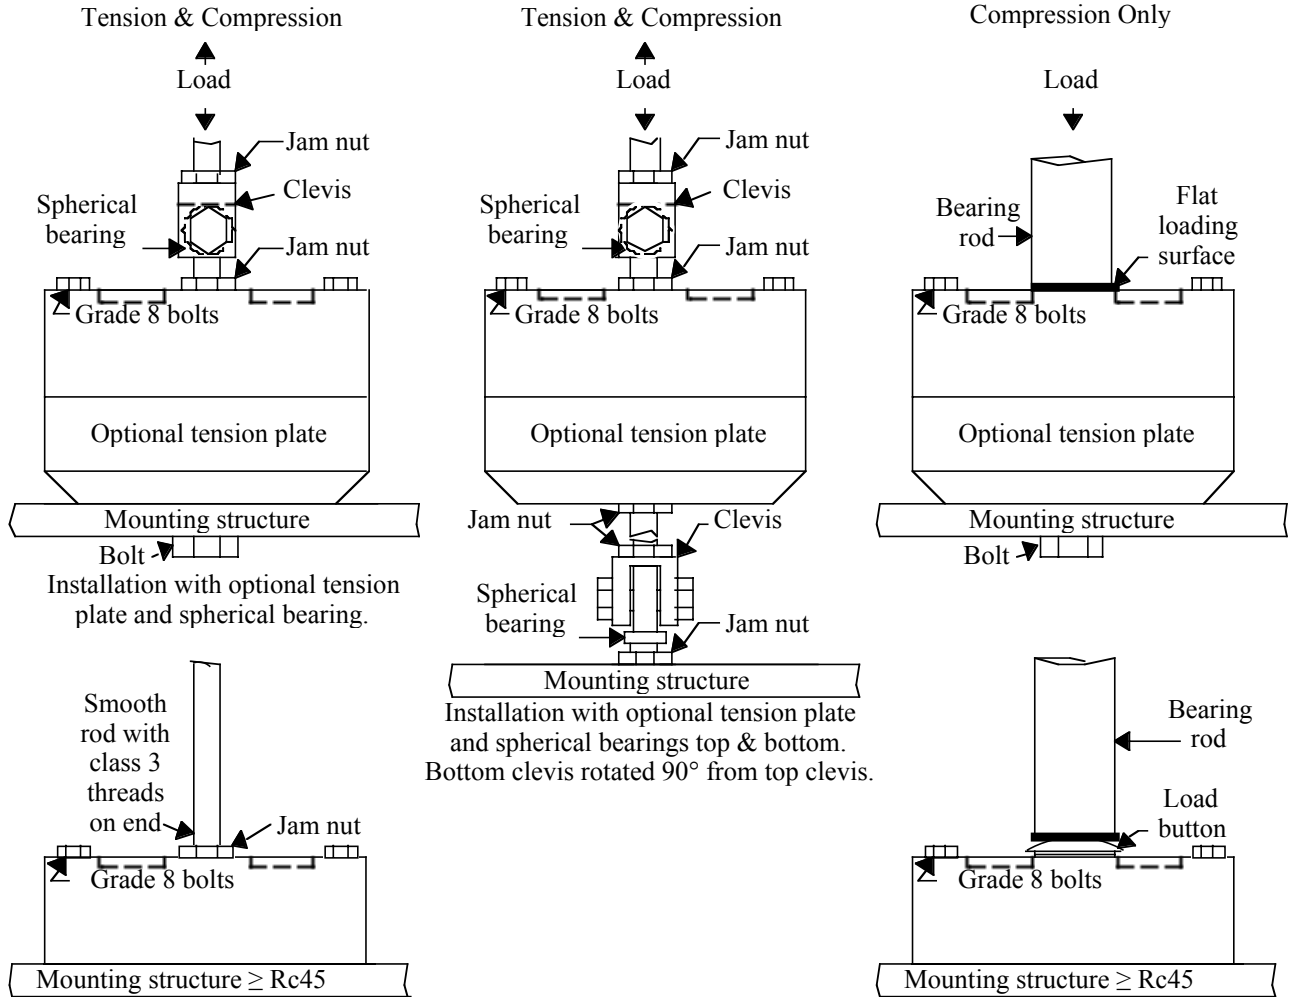 Tension & Compression
Load
Jam nut
Clevis
Spherical
bearing
Jam nut
Grade 8 bolts
Optional tension plate
Mounting structure
Bolt
Installation with optional tension
plate and spherical bearing.
Smooth
rod with
class 3
threads
on end
Jam nut
Grade 8 bolts
Mounting structure ≥ Rc45
Tension & Compression
Load
Jam nut
Clevis
Spherical
bearing
Jam nut
Grade 8 bolts
Optional tension plate
Jam nut
Clevis
Spherical
bearing
Jam nut
Mounting structure
Installation with optional tension plate
and spherical bearings top & bottom.
Bottom clevis rotated 90° from top clevis.
Compression Only
Load
Bearing
rod
Flat
loading
surface
Grade 8 bolts
Optional tension plate
Mounting structure
Bolt
Bearing
rod
Load
button
Grade 8 bolts
Mounting structure ≥ Rc45